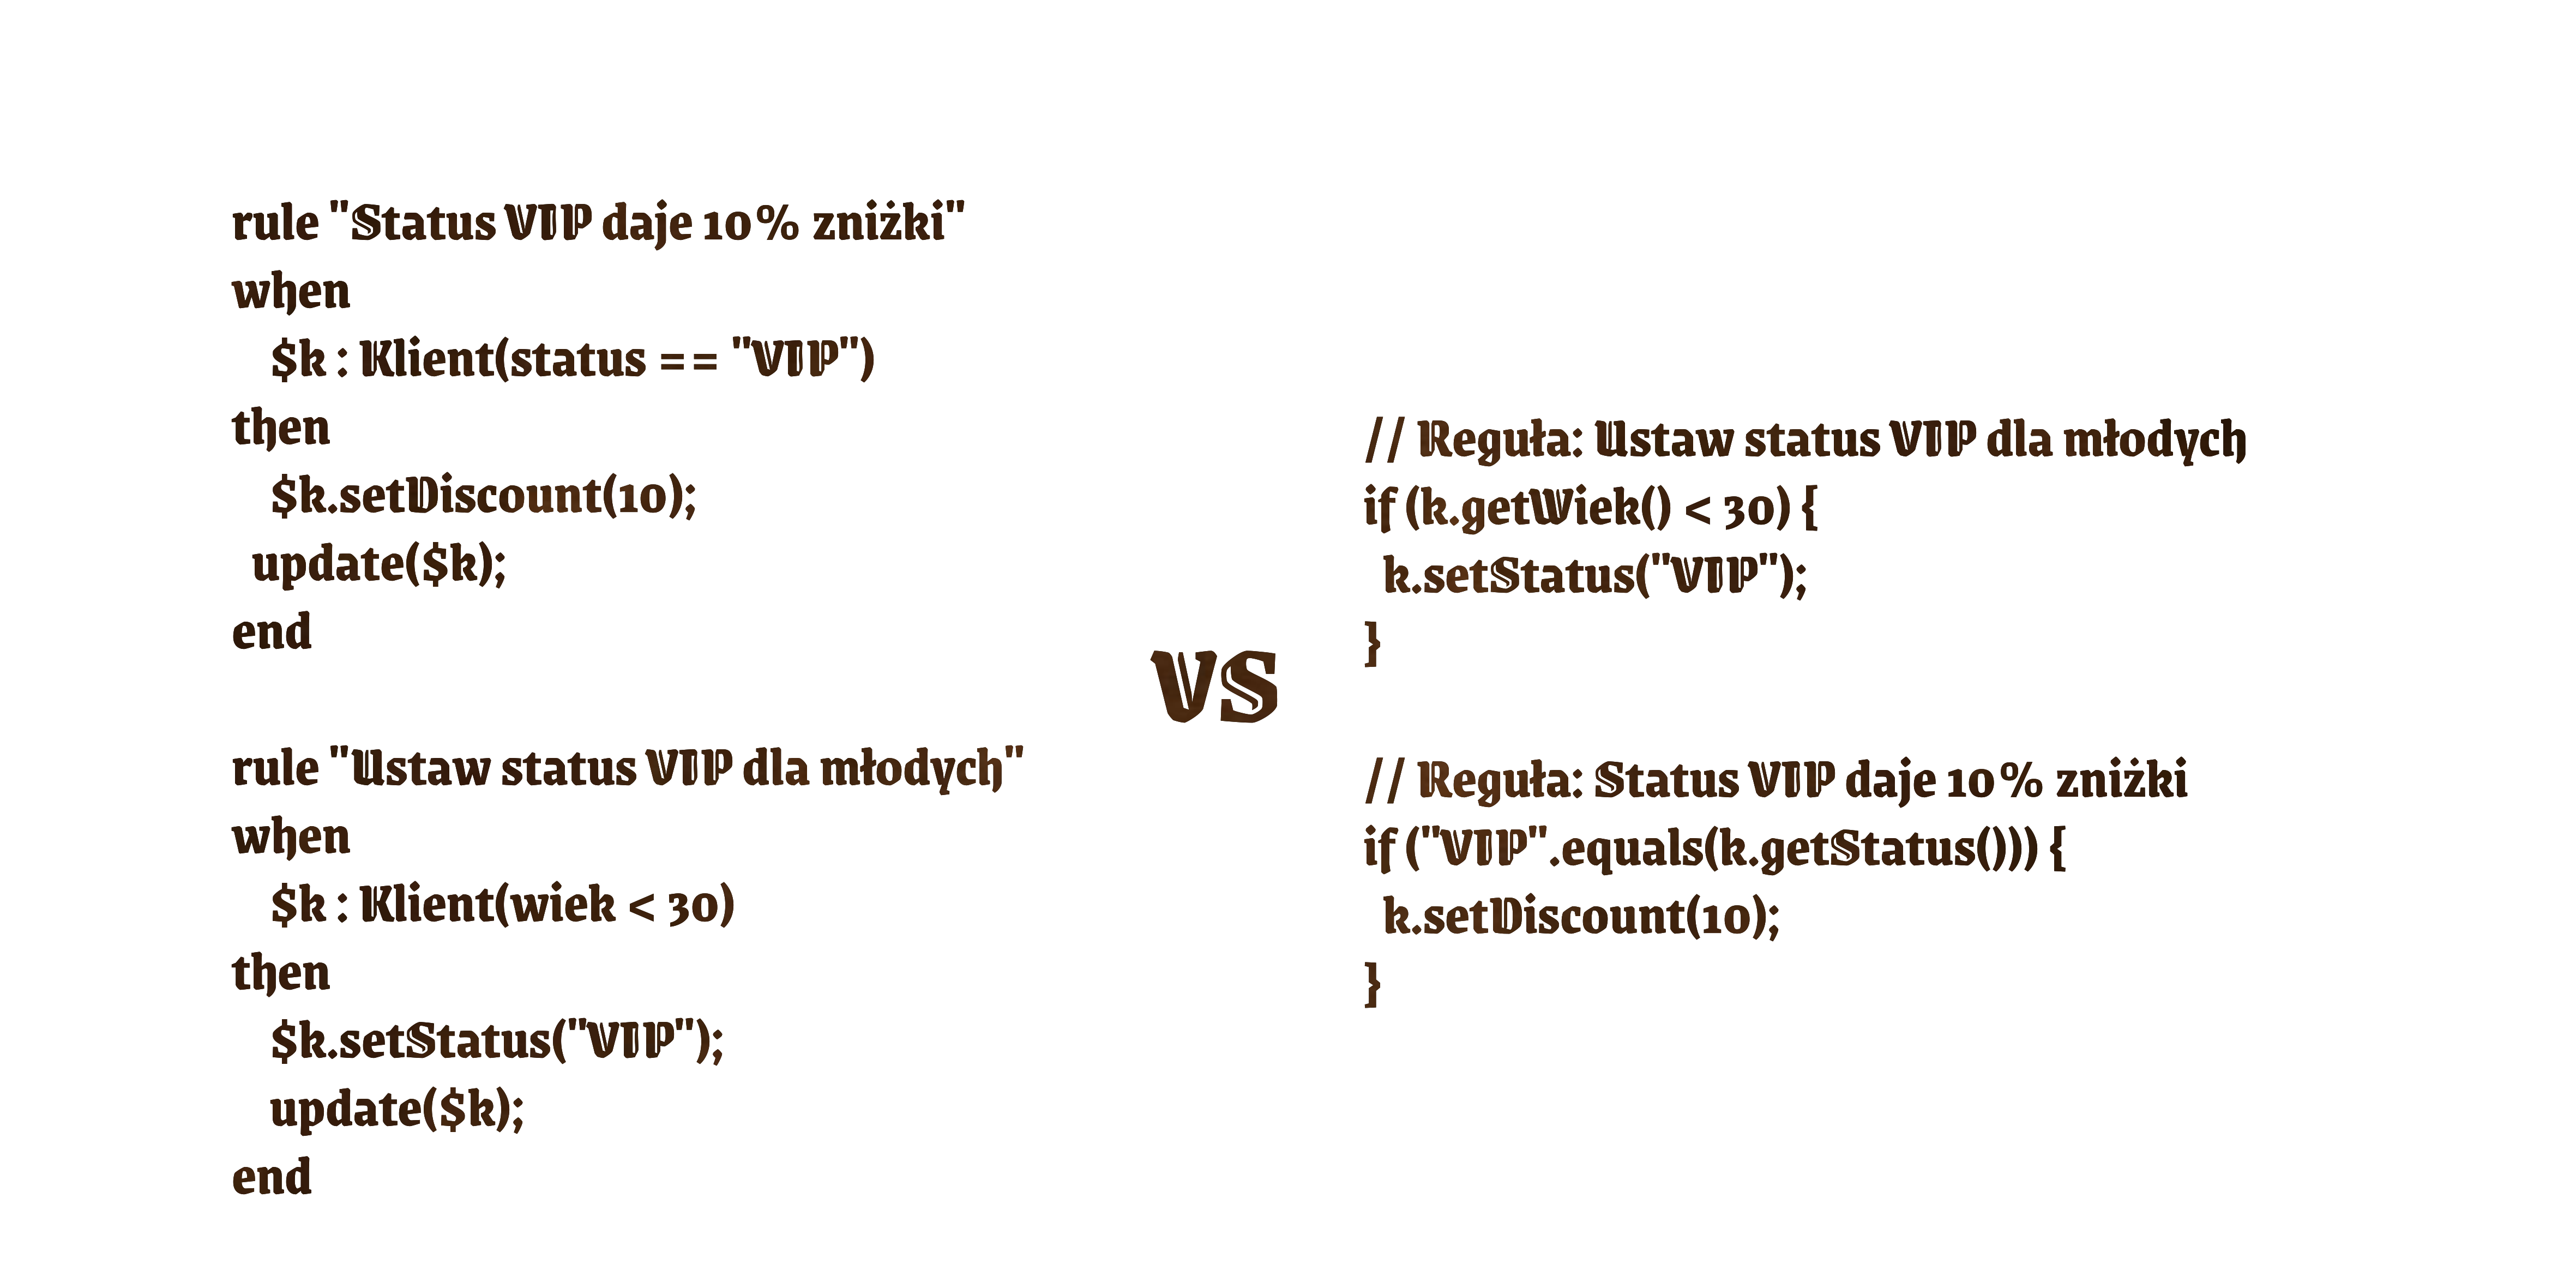 rule "Status VIP daje 10% zniżki"
when
$k : Klient(status == "VIP")
then
$k.setDiscount(10);
update($k);
end
rule "Ustaw status VIP dla młodych"
when
$k : Klient(wiek < 30)
then
$k.setStatus("VIP");
update($k);
end
VS
// Reguła: Ustaw status VIP dla młodych
if (k.getWiek() < 30) {
k.setStatus("VIP");
}
// Reguła: Status VIP daje 10% zniżki
if ("VIP".equals(k.getStatus())) {
k.setDiscount(10);
}